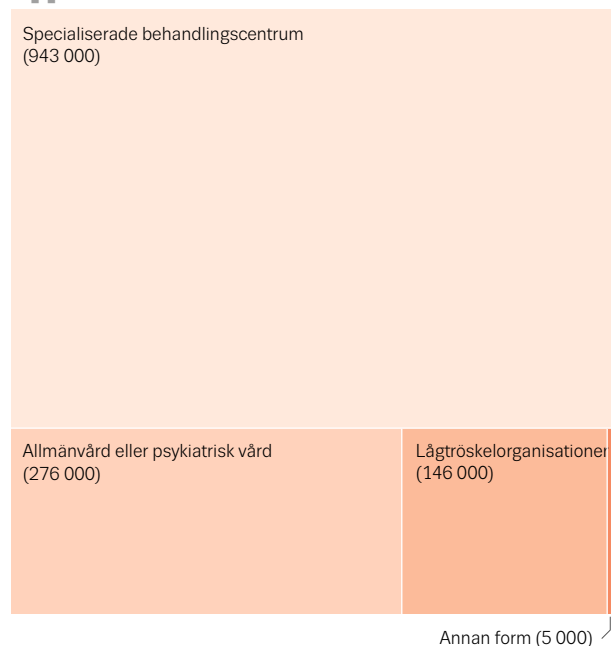 Specialiserade behandlingscentrum
(943 000)
Allmänvård eller psykiatrisk vård
(276 000)
Lågtröskelorganisationer
(146 000)
Annan form (5 000)